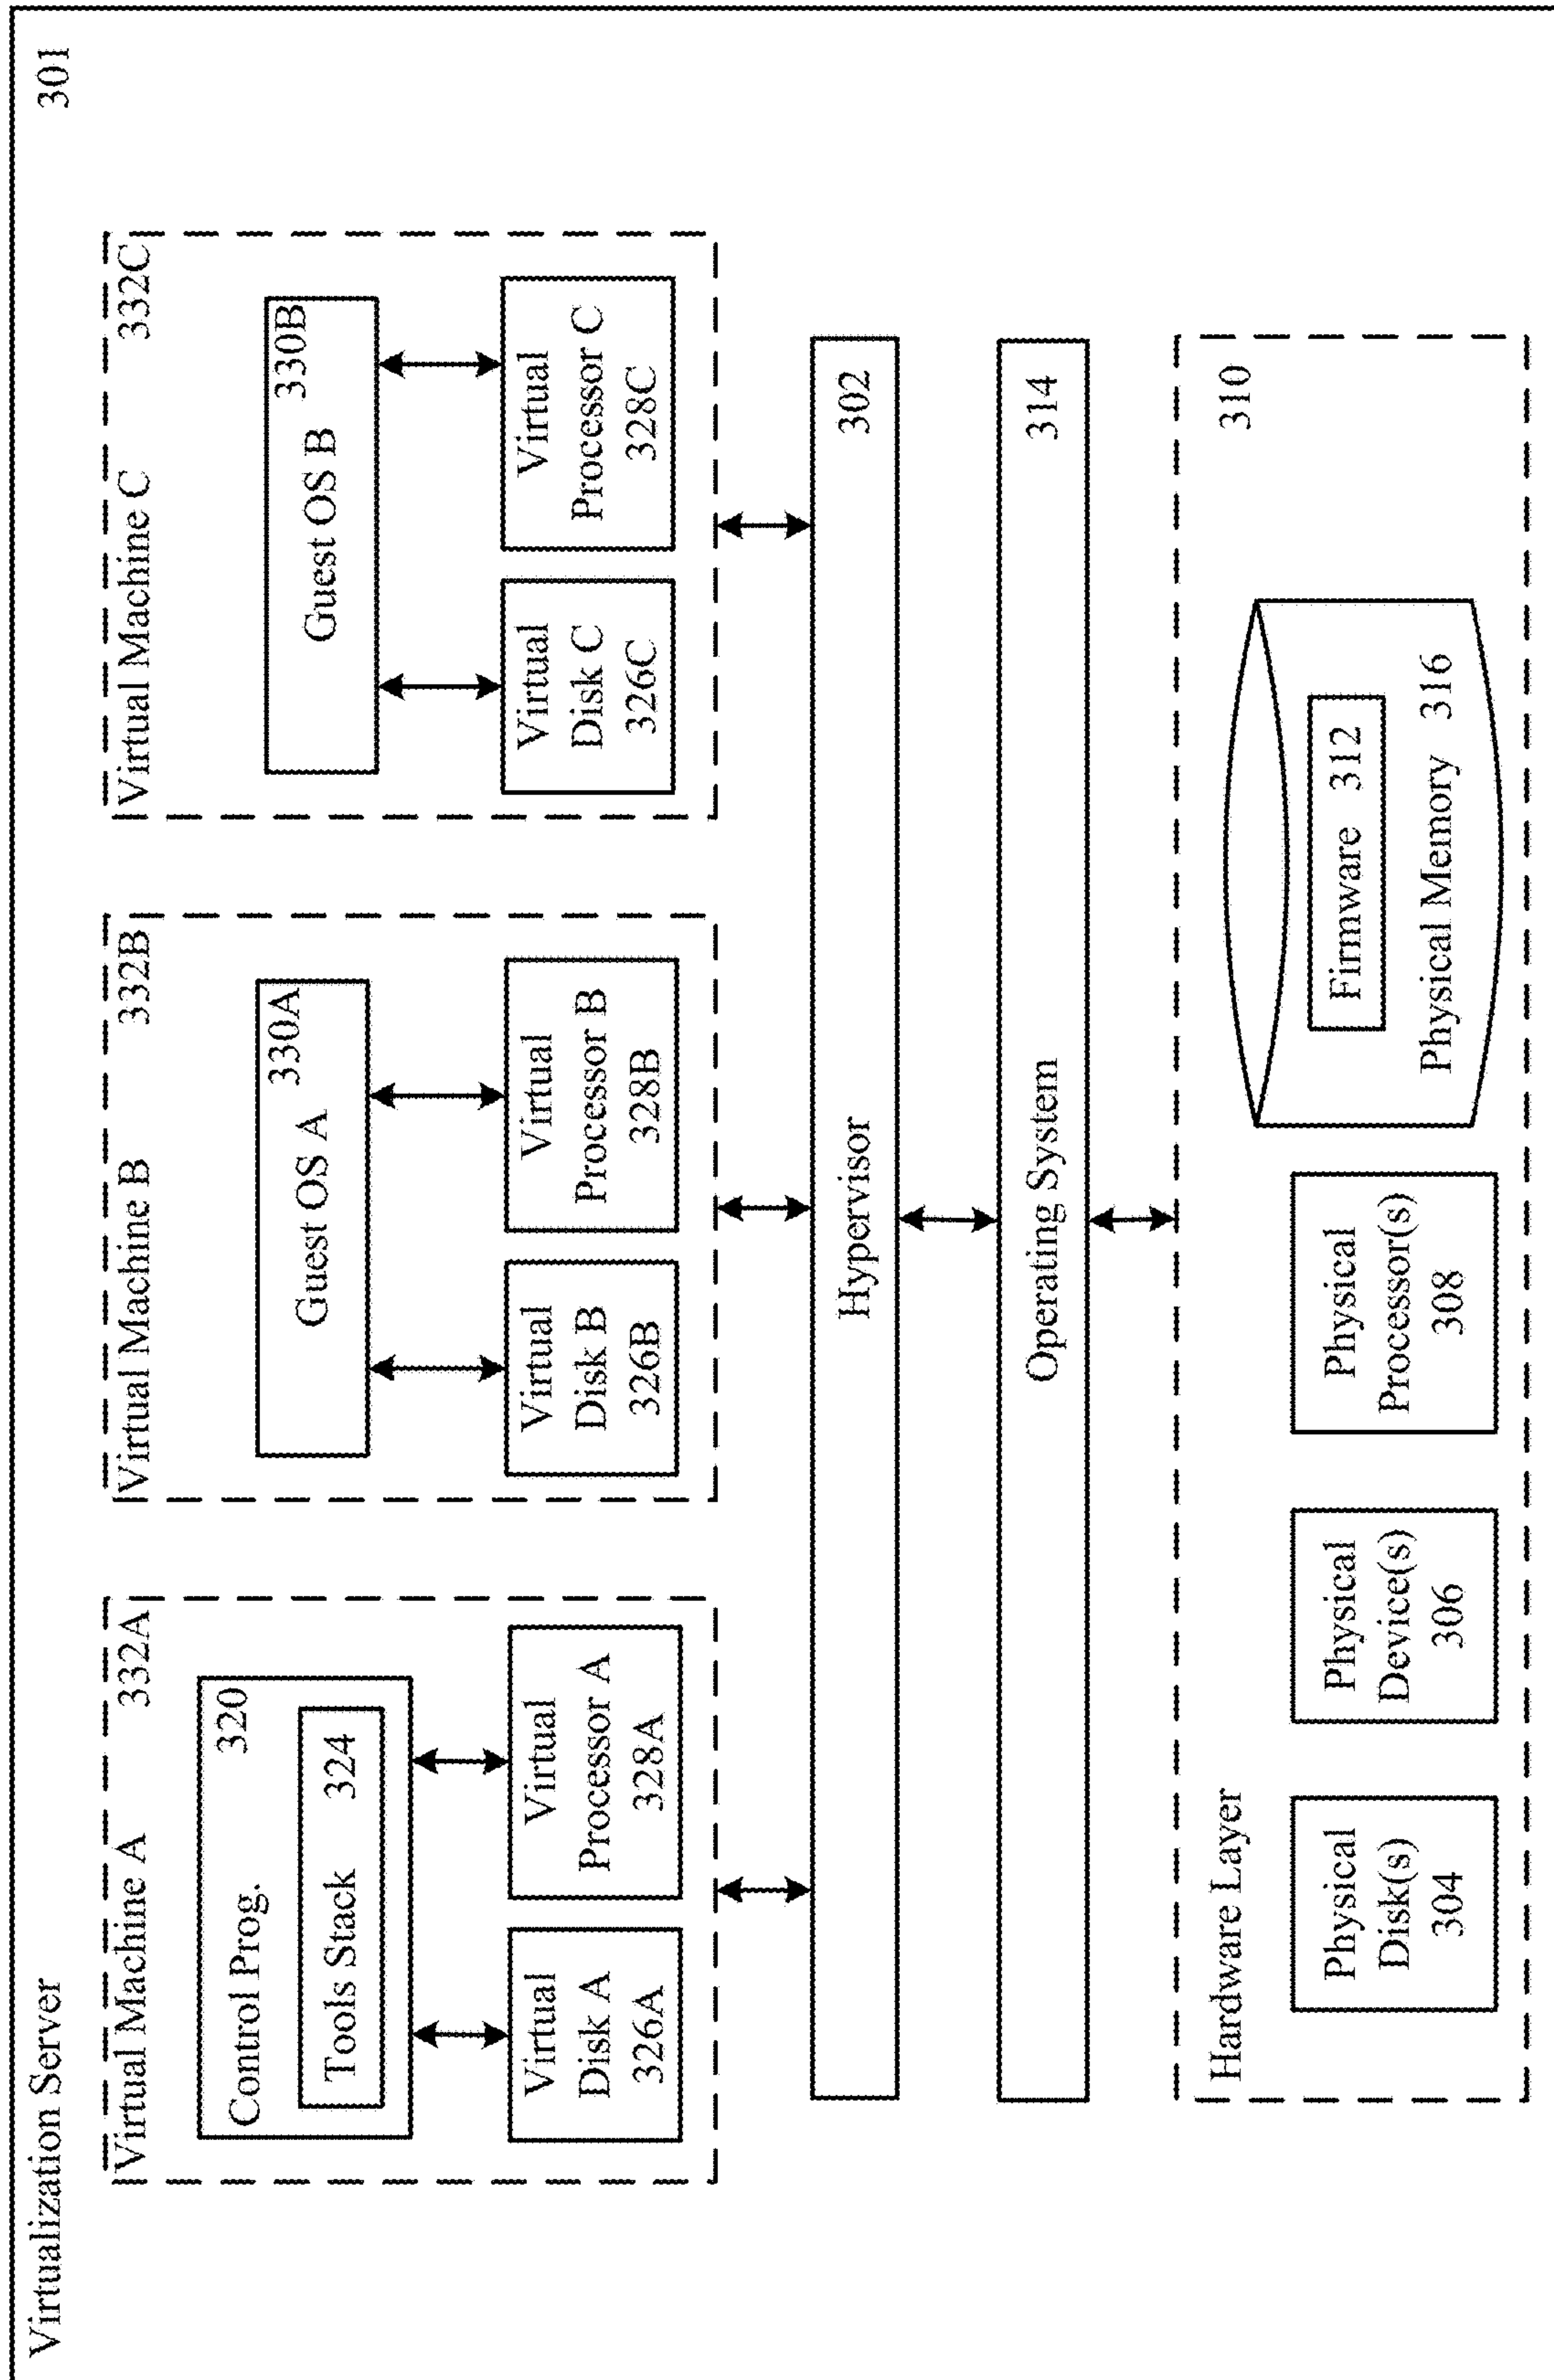 Virtualization Server 301
Virtual Machine A 332A
Control Prog. 320
Tools Stack 324
Virtual
Disk A
326A
Virtual
Processor A
328A
Virtual Machine B 332B
330A
Guest OS A
Virtual
Disk B
326B
Virtual
Processor B
328B
Virtual Machine C 332C
330B
Guest OS B
Virtual
Disk C
326C
Virtual
Processor C
328C
Hypervisor 302
Operating System 314
Hardware Layer 310
Physical
Disk(s)
304
Physical
Device(s)
306
Physical
Processor(s)
308
Firmware 312
Physical Memory 316